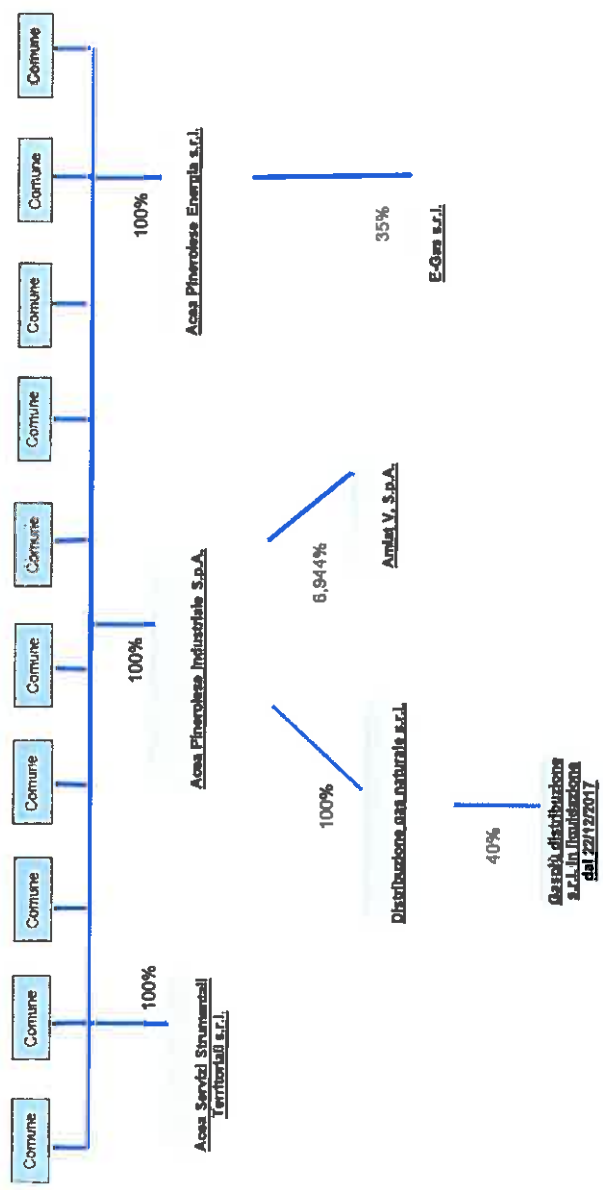 Comune
Comune
Comune
Comune
Comune
Comune
Comune
Comune
Comune
Comune
100%
100%
100%
Acea Servizi Strumentali
Territoriali s.r.l.
Acea Pinerolese Industriale S.p.A.
Acea Pinerolese Energia s.r.l.
100%
6,944%
35%
Distribuzione gas naturale s.r.l.
Amiat V. S.p.A.
E-Gas s.r.l.
40%
Gasolù distribuzione
s.r.l. in liquidazione
dal 22/12/2017